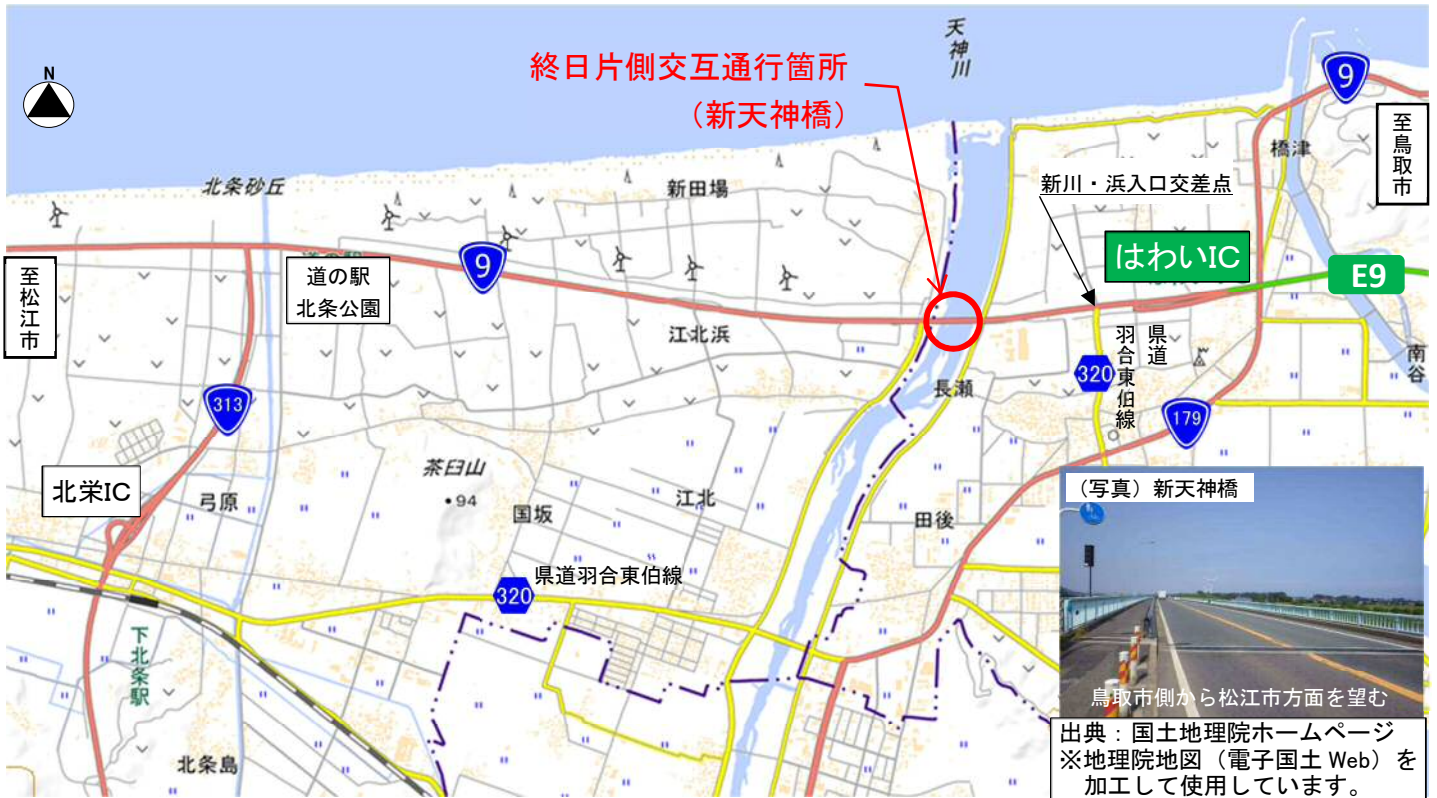 N
終日片側交互通行箇所
（新天神橋）
天神川
9
至鳥取市
橋津
北条砂丘
新田場
新川・浜入口交差点
はわいIC
E9
至松江市
道の駅
北条公園
9
江北浜
県道
羽合東伯線
320
南谷
長瀬
179
313
北栄IC
弓原
茶臼山
・94
国坂
江北
田後
320
県道羽合東伯線
下北条駅
北条島
（写真）新天神橋
鳥取市側から松江市方面を望む
出典：国土地理院ホームページ
※地理院地図（電子国土 Web）を
加工して使用しています。